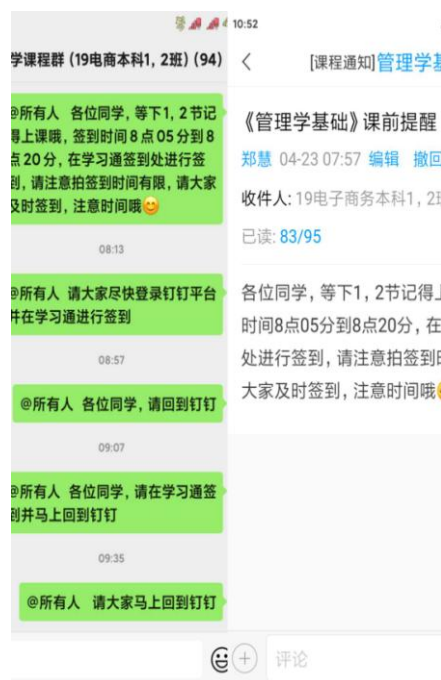 学课程群 (19电商本科1, 2班) (94)
@所有人 各位同学, 等下1, 2节记
得上课哦, 签到时间8点05分到8
点20分, 在学习通签到处进行签
到, 请注意拍签到时间有限, 请大家
及时签到, 注意时间哦
08:13
@所有人 请大家尽快登录钉钉平台
并在学习通进行签到
08:57
@所有人 各位同学, 请回到钉钉
09:07
@所有人 各位同学, 请在学习通签
到并马上回到钉钉
09:35
@所有人 请大家马上回到钉钉
10:52
[课程通知]管理学基
《管理学基础》课前提醒
郑慧 04-23 07:57 编辑 撤回
收件人: 19电子商务本科1, 2
已读: 83/95
各位同学, 等下1, 2节记得
时间8点05分到8点20分, 在
处进行签到, 请注意拍签到
大家及时签到, 注意时间哦
评论